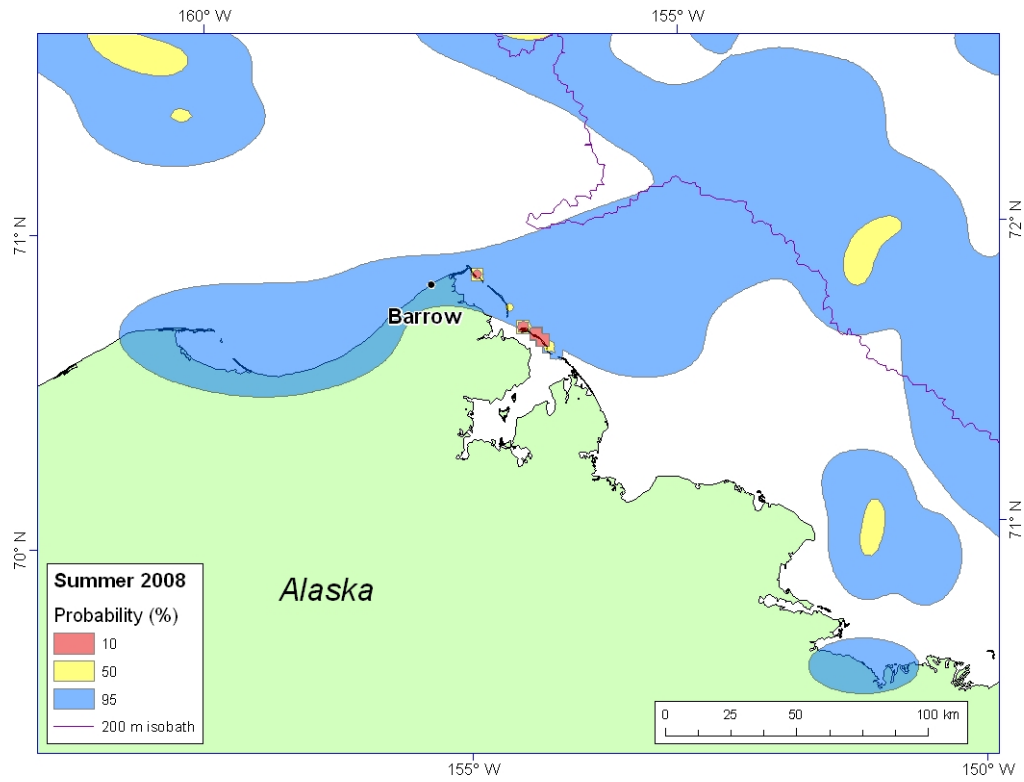 160° W 155° W
71° N
72° N
Barrow
70° N
71° N
Alaska
Summer 2008
Probability (%)
10
50
95
200 m isobath
0 25 50 100 km
155° W 150° W